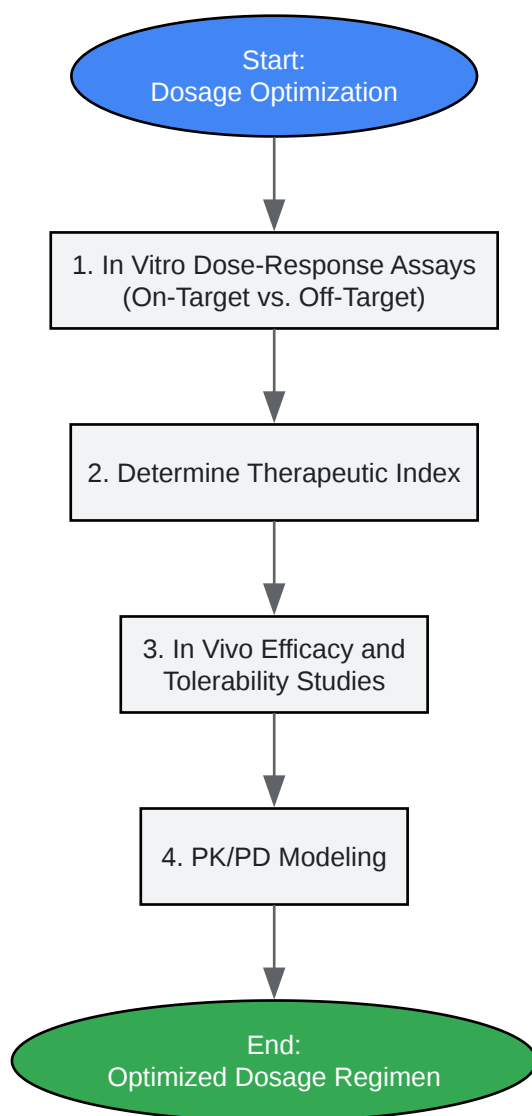 Start:
Dosage Optimization
1. In Vitro Dose-Response Assays
(On-Target vs. Off-Target)
2. Determine Therapeutic Index
3. In Vivo Efficacy and
Tolerability Studies
4. PK/PD Modeling
End:
Optimized Dosage Regimen